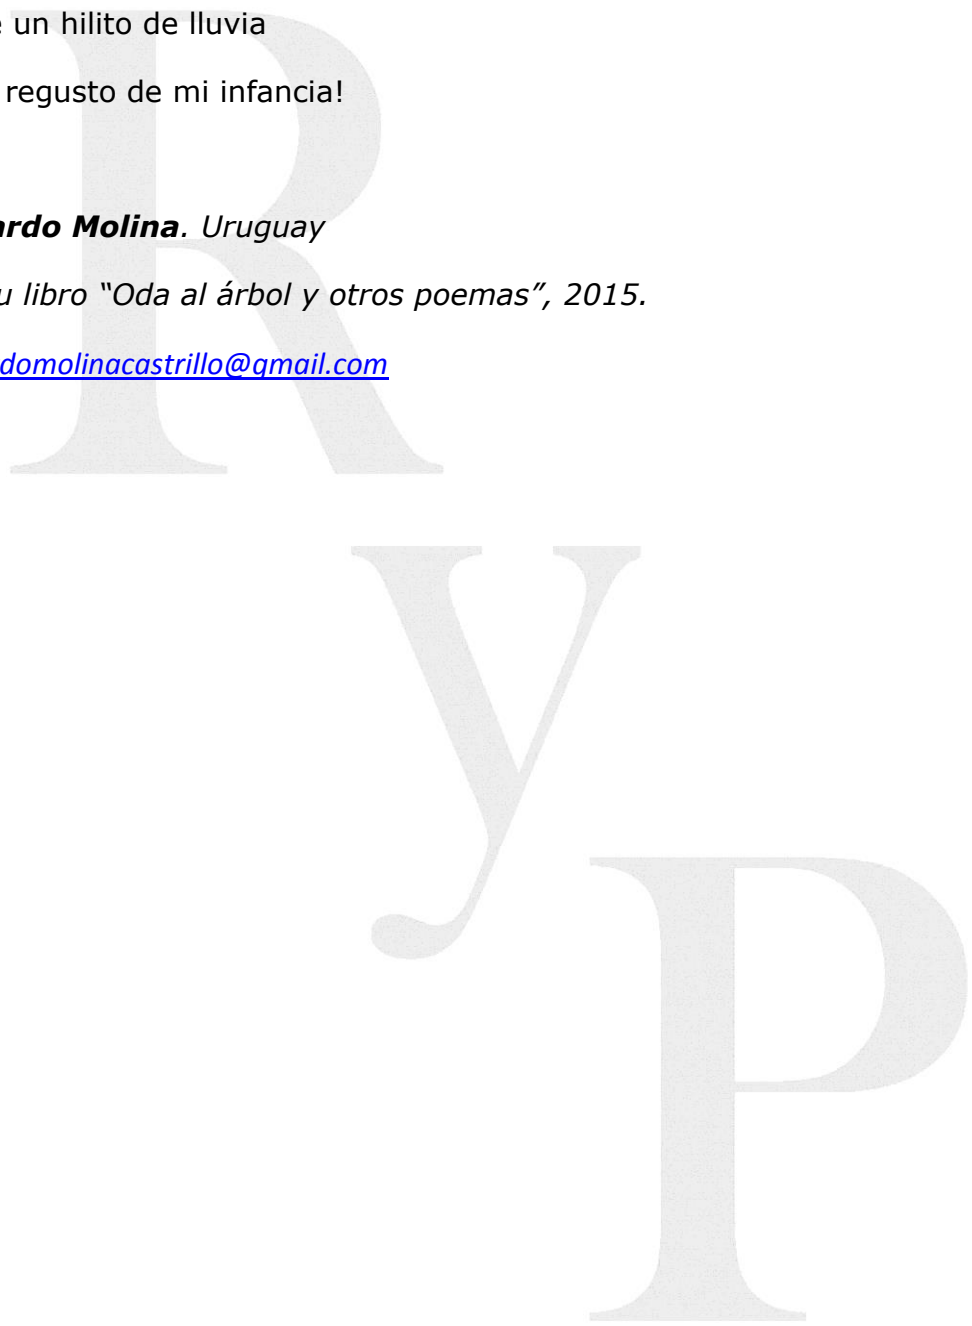 un hilito de lluvia
regusto de mi infancia!
ardo Molina. Uruguay
u libro “Oda al árbol y otros poemas”, 2015.
domolinacastrillo@gmail.com
R
y
P